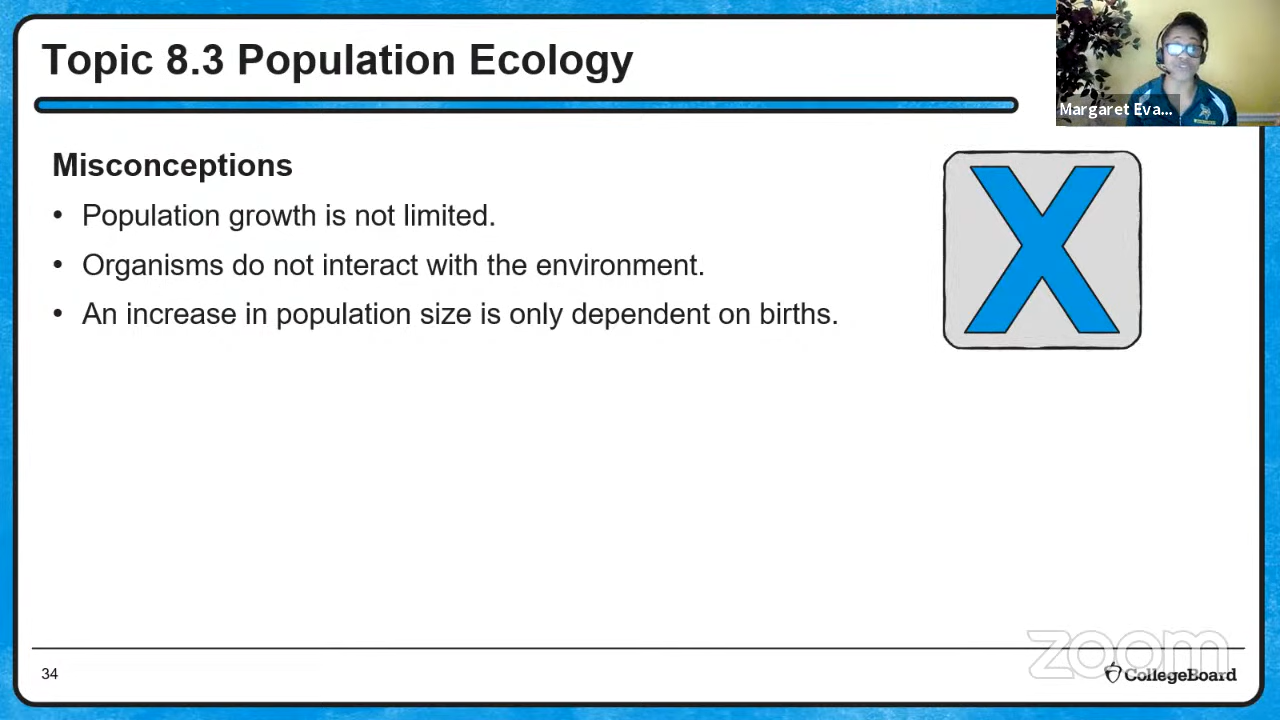 Topic 8.3 Population Ecology
Margaret Eva...
Misconceptions
• Population growth is not limited.
• Organisms do not interact with the environment.
• An increase in population size is only dependent on births.
X
zoom
34
CollegeBoard